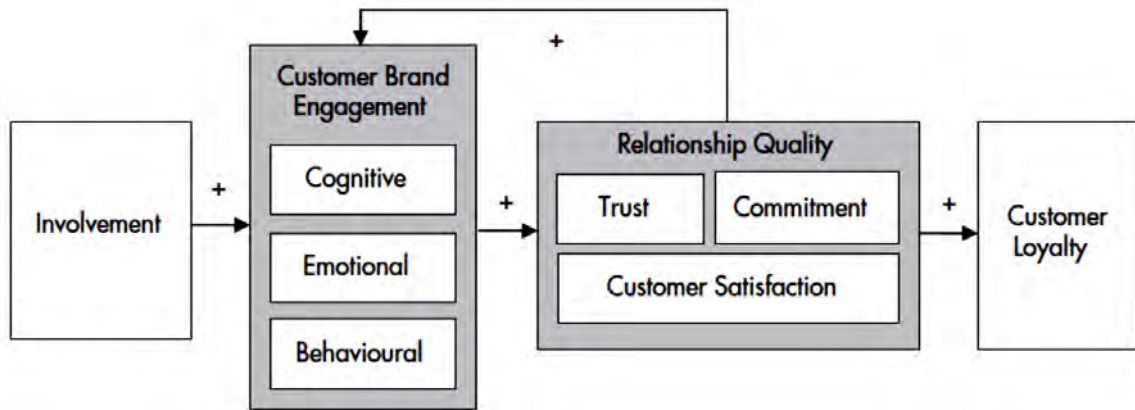 +
Customer Brand
Engagement
Relationship Quality
+
Cognitive
+
Trust
Commitment
+
Involvement
Customer
Loyalty
Emotional
Customer Satisfaction
Behavioural